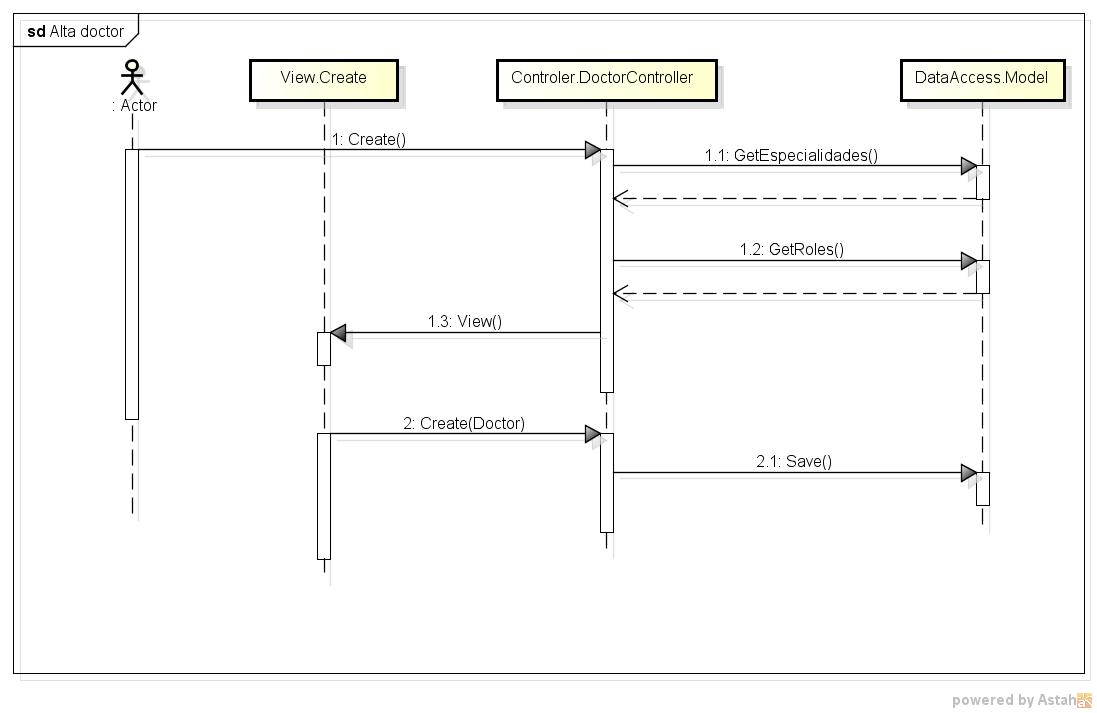 sd Alta doctor
: Actor
View.Create
Controler.DoctorController
DataAccess.Model
1: Create()
1.1: GetEspecialidades()
1.2: GetRoles()
1.3: View()
2: Create(Doctor)
2.1: Save()
powered by Astah